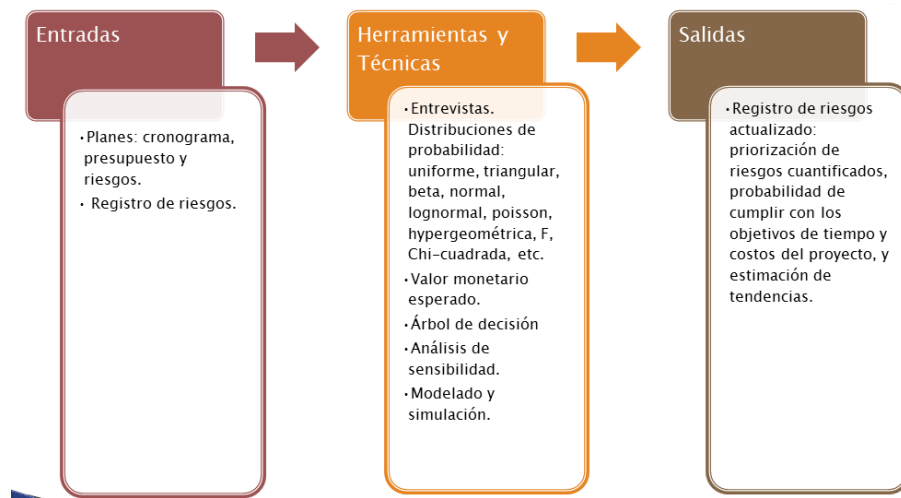 Entradas
·Planes: cronograma,
presupuesto y
riesgos.
· Registro de riesgos.
Herramientas y
Técnicas
·Entrevistas.
Distribuciones de
probabilidad:
uniforme, triangular,
beta, normal,
lognormal, poisson,
hypergeométrica, F,
Chi-cuadrada, etc.
·Valor monetario
esperado.
·Árbol de decisión
·Análisis de
sensibilidad.
·Modelado y
simulación.
Salidas
·Registro de riesgos
actualizado:
priorización de
riesgos cuantificados,
probabilidad de
cumplir con los
objetivos de tiempo y
costos del proyecto, y
estimación de
tendencias.